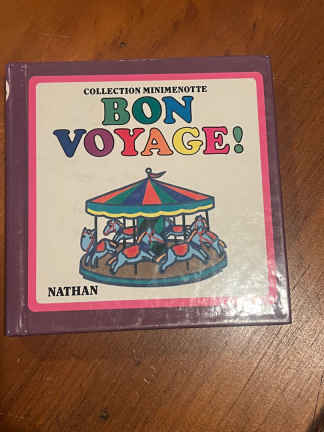 COLLECTION MINIMENOTTE
BON
VOYAGE!
NATHAN